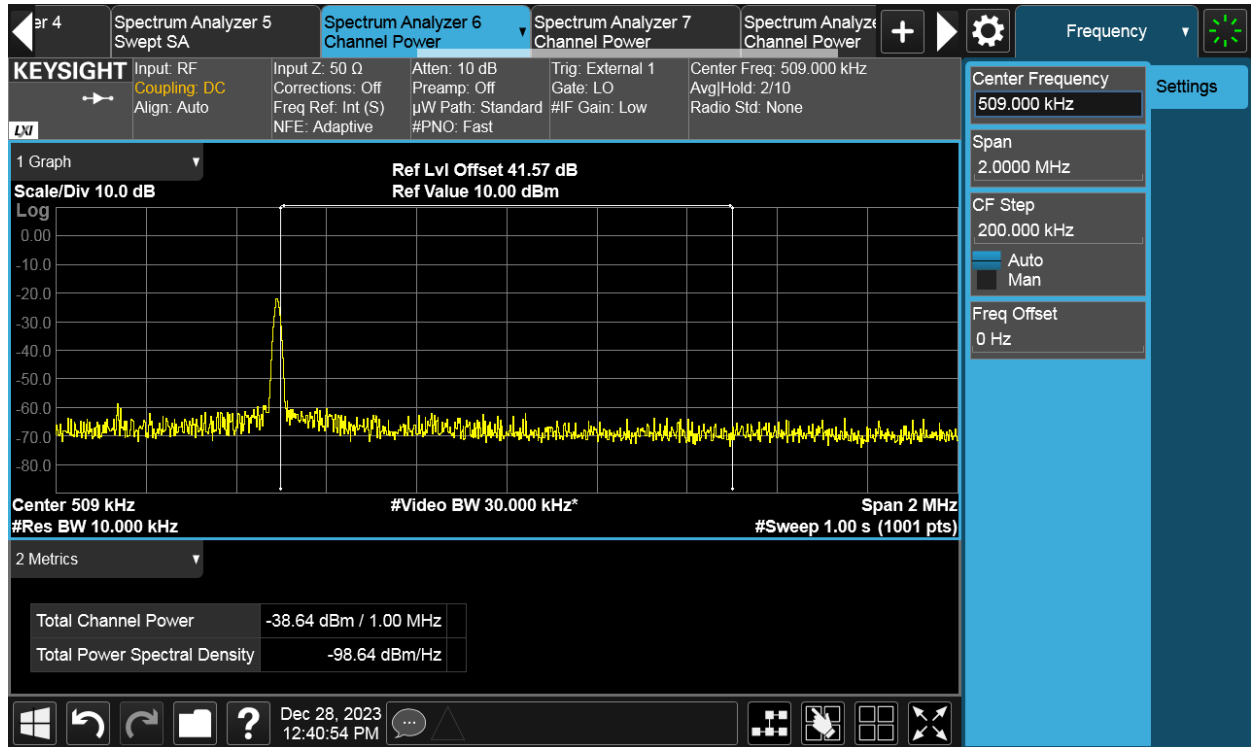 er 4
Spectrum Analyzer 5
Swept SA
Spectrum Analyzer 6
Channel Power
Spectrum Analyzer 7
Channel Power
Spectrum Analyze
Channel Power
+
Frequency
KEYSIGHT
LXI
Input: RF
Coupling: DC
Align: Auto
Input Z: 50 Ω
Corrections: Off
Freq Ref: Int (S)
NFE: Adaptive
Atten: 10 dB
Preamp: Off
µW Path: Standard
#PNO: Fast
Trig: External 1
Gate: LO
#IF Gain: Low
Center Freq: 509.000 kHz
Avg|Hold: 2/10
Radio Std: None
Center Frequency
509.000 kHz
Settings
Span
2.0000 MHz
CF Step
200.000 kHz
Auto
Man
Freq Offset
0 Hz
1 Graph
Scale/Div 10.0 dB
Ref Lvl Offset 41.57 dB
Ref Value 10.00 dBm
Log
0.00
-10.0
-20.0
-30.0
-40.0
-50.0
-60.0
-70.0
-80.0
Center 509 kHz
#Res BW 10.000 kHz
#Video BW 30.000 kHz*
Span 2 MHz
#Sweep 1.00 s (1001 pts)
2 Metrics
Total Channel Power -38.64 dBm / 1.00 MHz
Total Power Spectral Density -98.64 dBm/Hz
?
Dec 28, 2023
12:40:54 PM